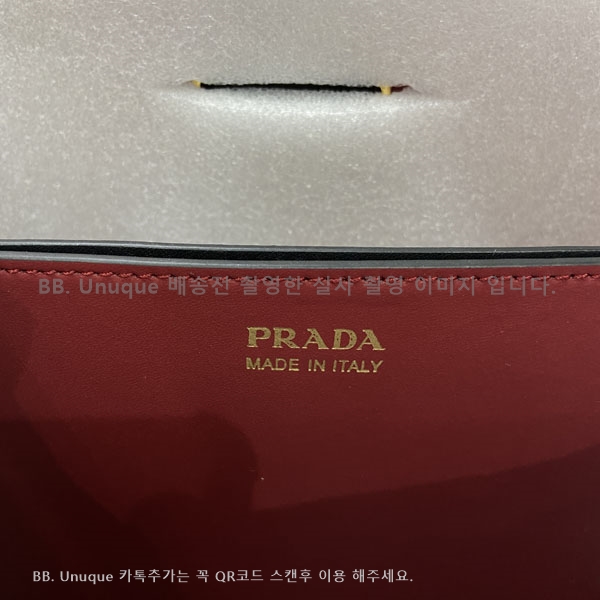 BB. Unuque 배송전 촬영한 실사 촬영 이미지 입니다.
PRADA
MADE IN ITALY
BB. Unuque 카톡추가는 꼭 QR코드 스캔후 이용 해주세요.